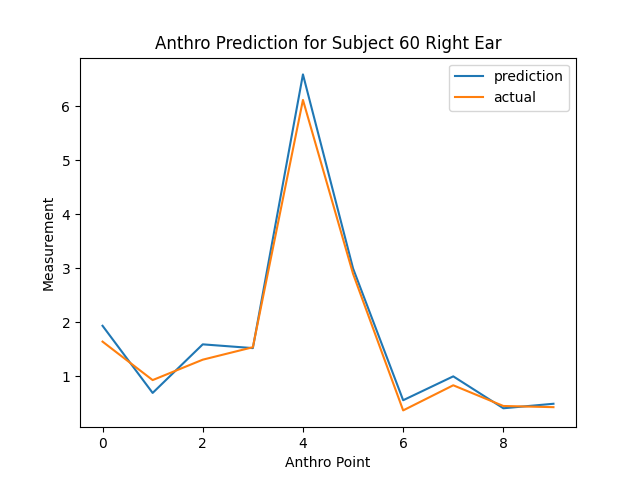 Anthro Prediction for Subject 60 Right Ear
prediction
actual
Measurement
6
5
4
3
2
1
0 2 4 6 8
Anthro Point